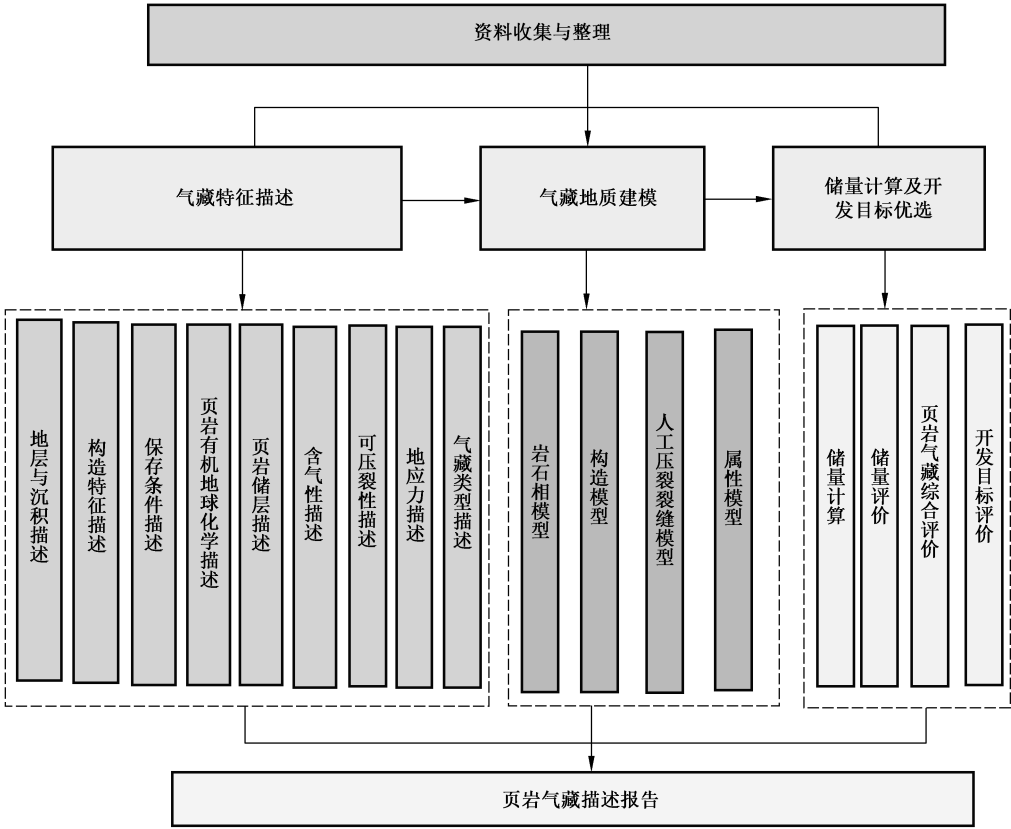 资料收集与整理
气藏特征描述
气藏地质建模
储量计算及开
发目标优选
地层与沉积描述
构造特征描述
保存条件描述
页岩有机地球化学描述
页岩储层描述
含气性描述
可压裂性描述
地应力描述
气藏类型描述
岩石相模型
构造模型
人工压裂裂缝模型
属性模型
储量计算
储量评价
页岩气藏综合评价
开发目标评价
页岩气藏描述报告